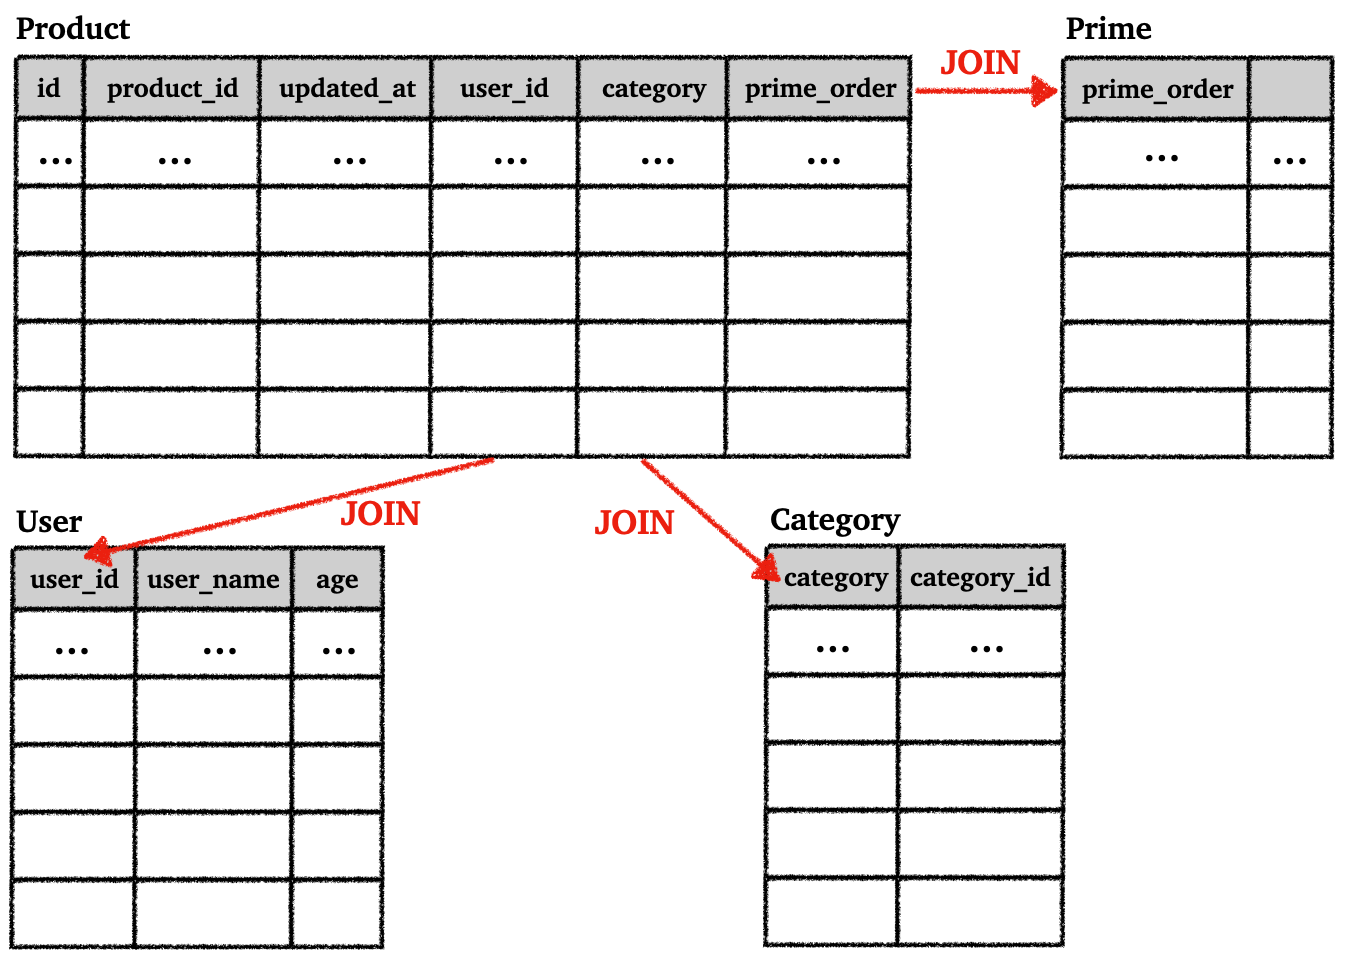 Product
id product_id updated_at user_id category prime_order
... ... ... ... ... ...
JOIN
Prime
prime_order
... ...
JOIN
User
user_id user_name age
... ... ...
JOIN
Category
category category_id
... ...